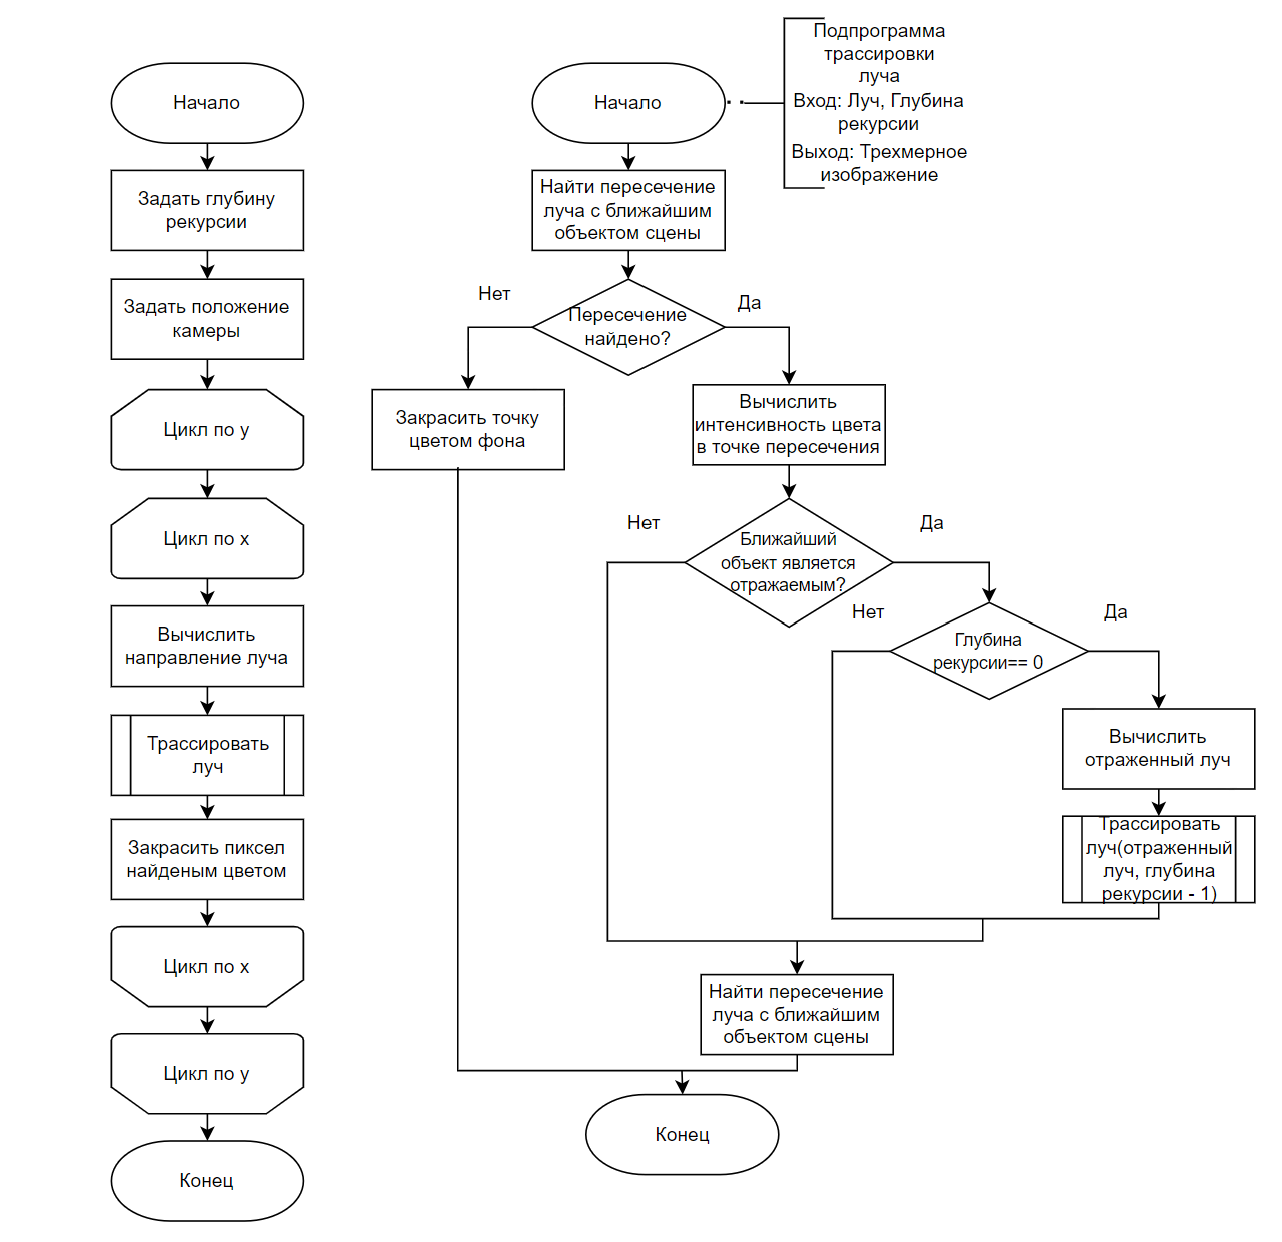 Начало
Задать глубину
рекурсии
Задать положение
камеры
Цикл по y
Цикл по x
Вычислить
направление луча
Трассировать
луч
Закрасить пиксел
найденым цветом
Цикл по x
Цикл по y
Конец
Начало
Подпрограмма
трассировки
луча
Вход: Луч, Глубина
рекурсии
Выход: Трехмерное
изображение
Найти пересечение
луча с ближайшим
объектом сцены
Нет
Да
Пересечение
найдено?
Закрасить точку
цветом фона
Вычислить
интенсивность цвета
в точке пересечения
Нет
Да
Ближайший
объект является
отражаемым?
Нет
Да
Глубина
рекурсии== 0
Вычислить
отраженный луч
Трассировать
луч(отраженный
луч, глубина
рекурсии - 1)
Найти пересечение
луча с ближайшим
объектом сцены
Конец